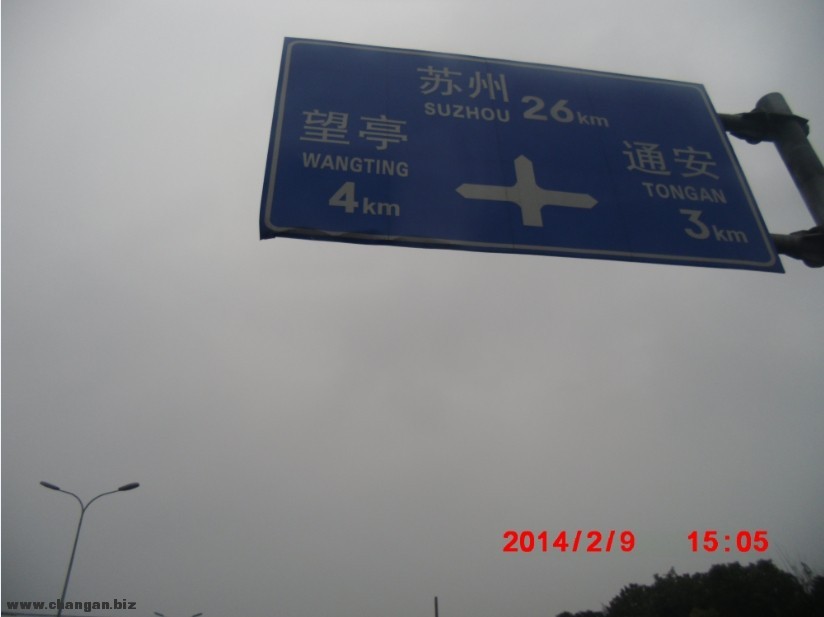 苏州
SUZHOU 26km
望亭
WANGTING
4km
通安
TONGAN
3km
2014/2/9 15:05
www.changan.biz